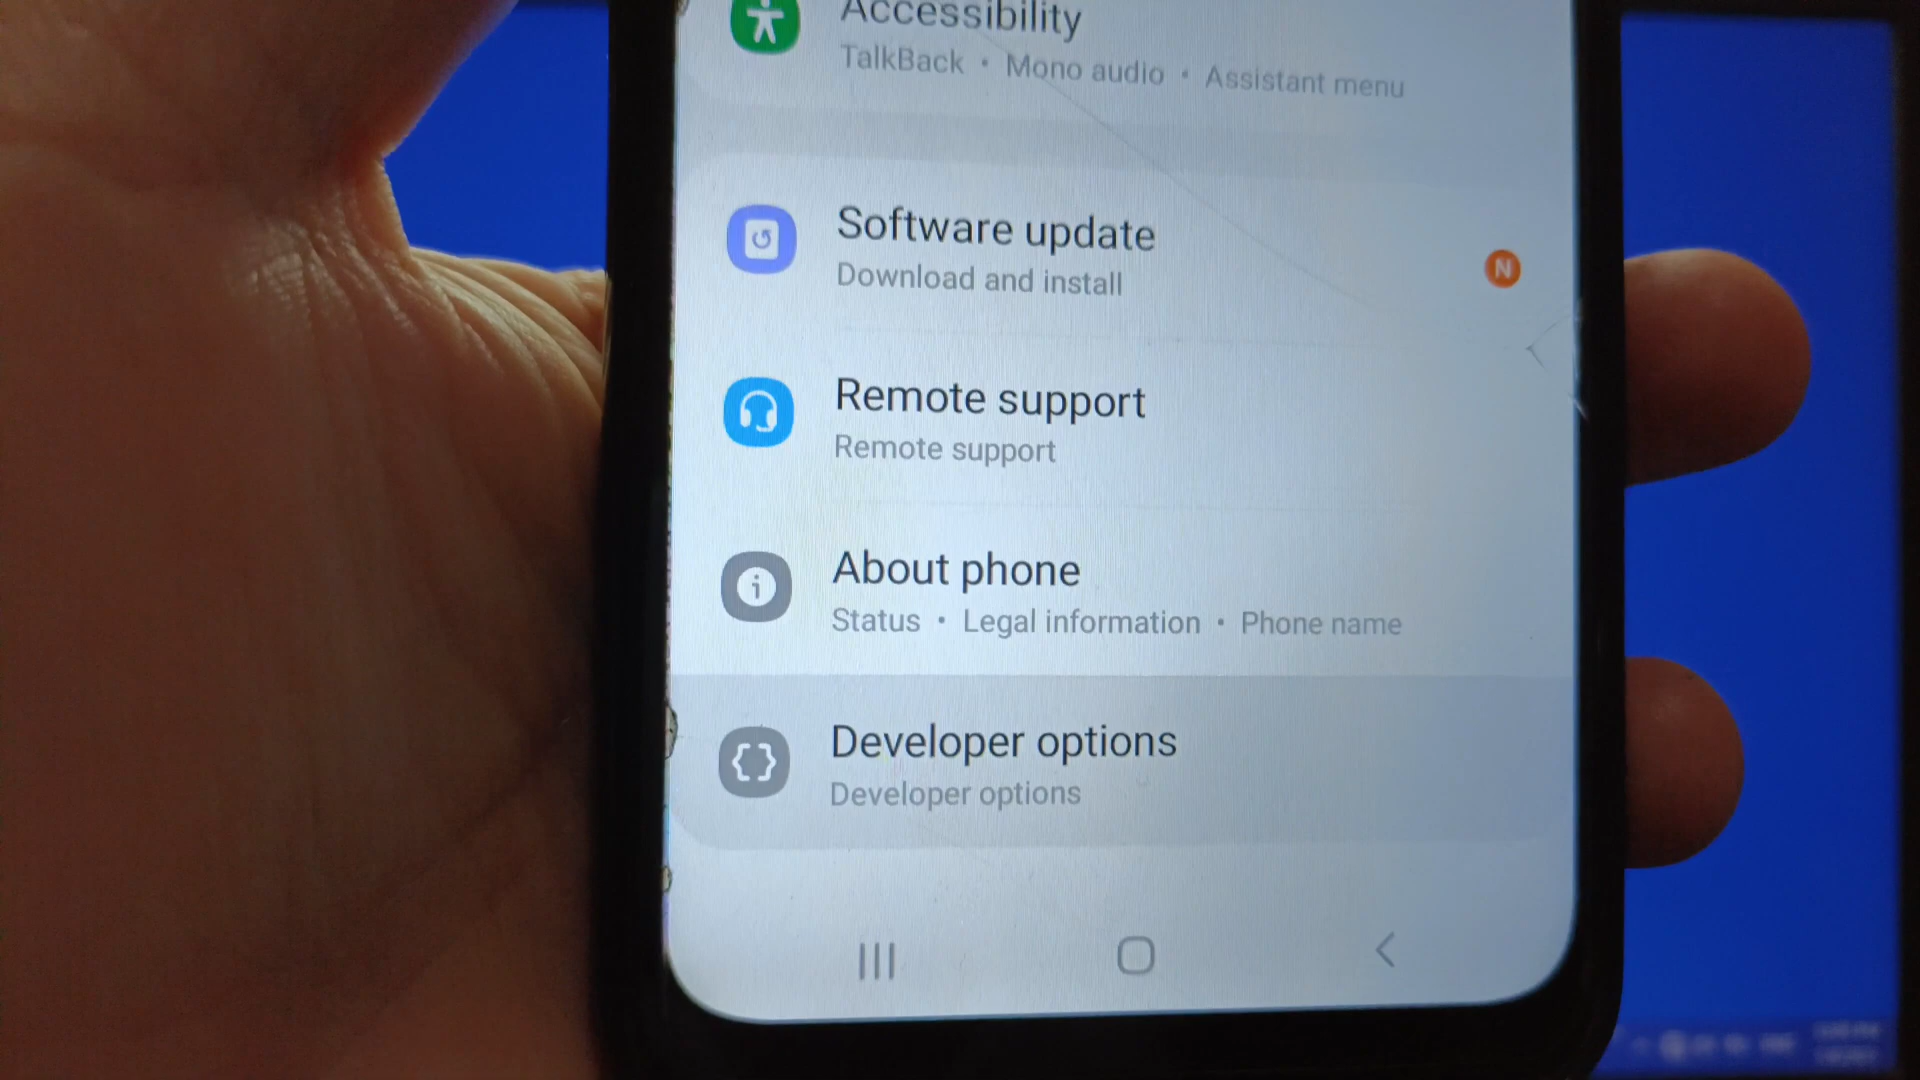 Accessibility
TalkBack • Mono audio • Assistant menu
Software update
Download and install
N
Remote support
Remote support
About phone
Status • Legal information • Phone name
Developer options
Developer options